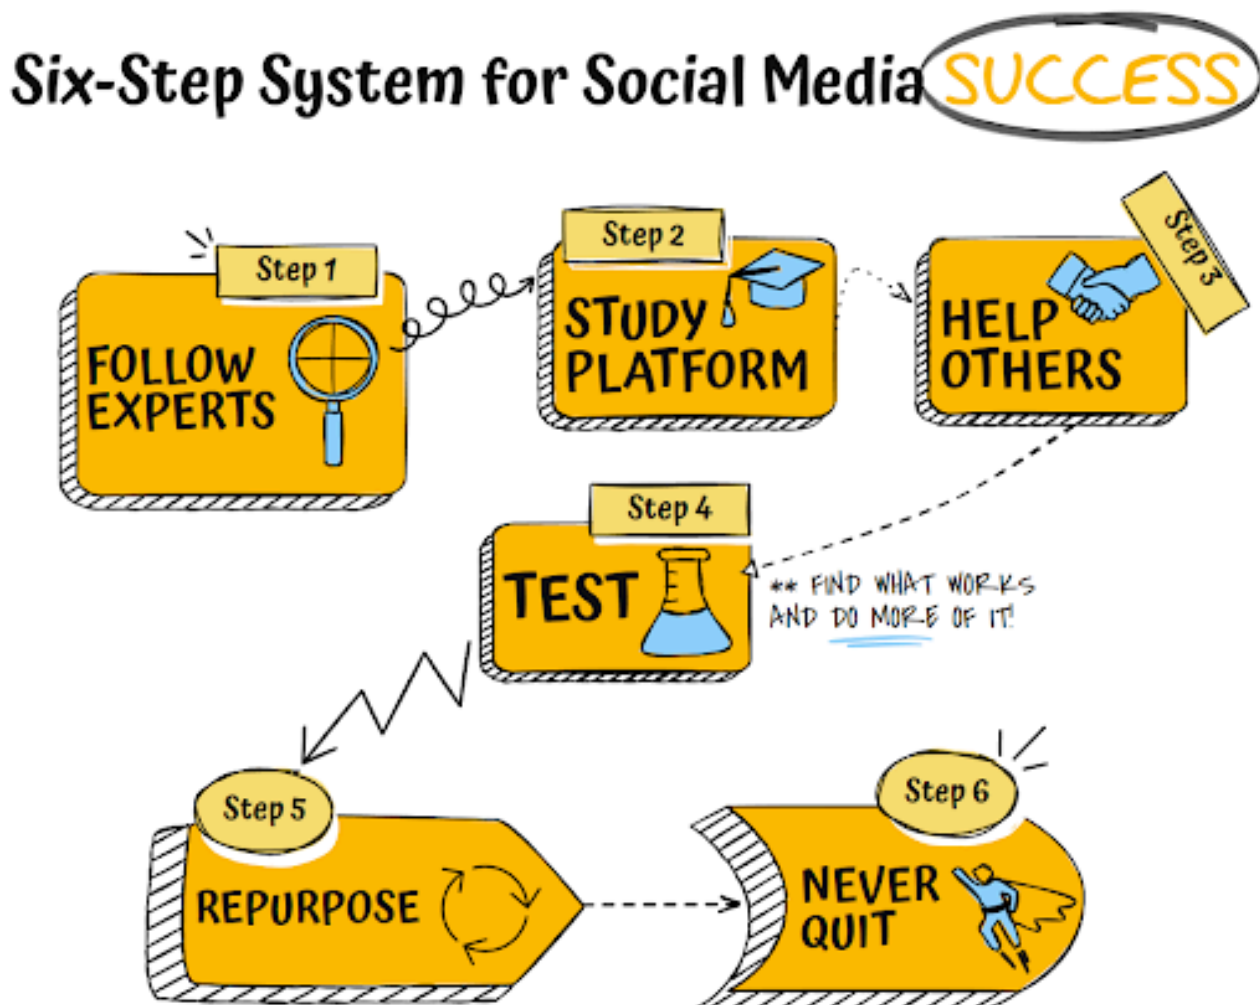 Six-Step System for Social Media SUCCESS
Step 1
FOLLOW
EXPERTS
Step 2
STUDY
PLATFORM
Step 3
HELP
OTHERS
Step 4
TEST
** FIND WHAT WORKS
AND DO MORE OF IT!
Step 5
REPURPOSE
Step 6
NEVER
QUIT